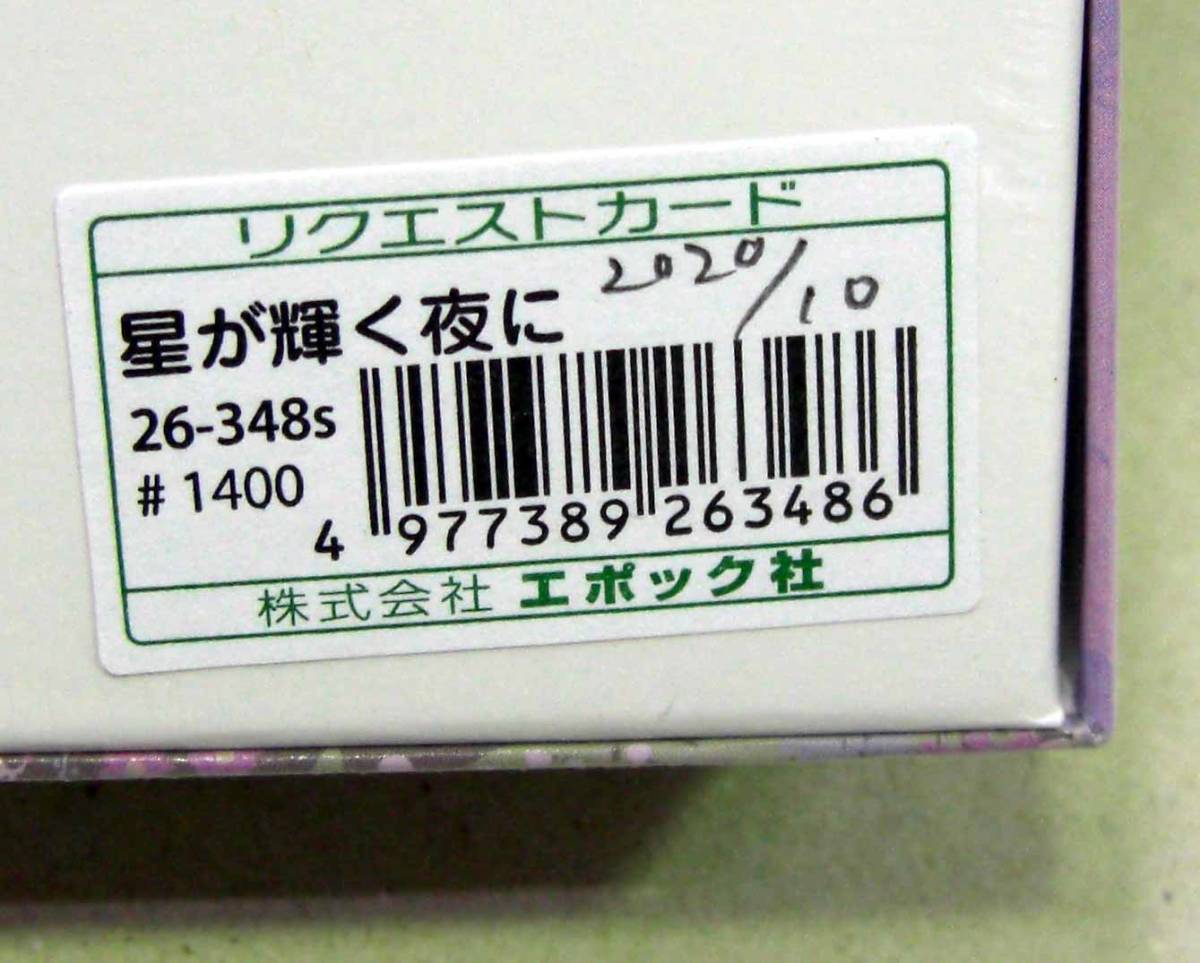 リクエストカード
2020/10
星が輝く夜に
26-348s
# 1400
4 977389 263486
株式会社 エポック社